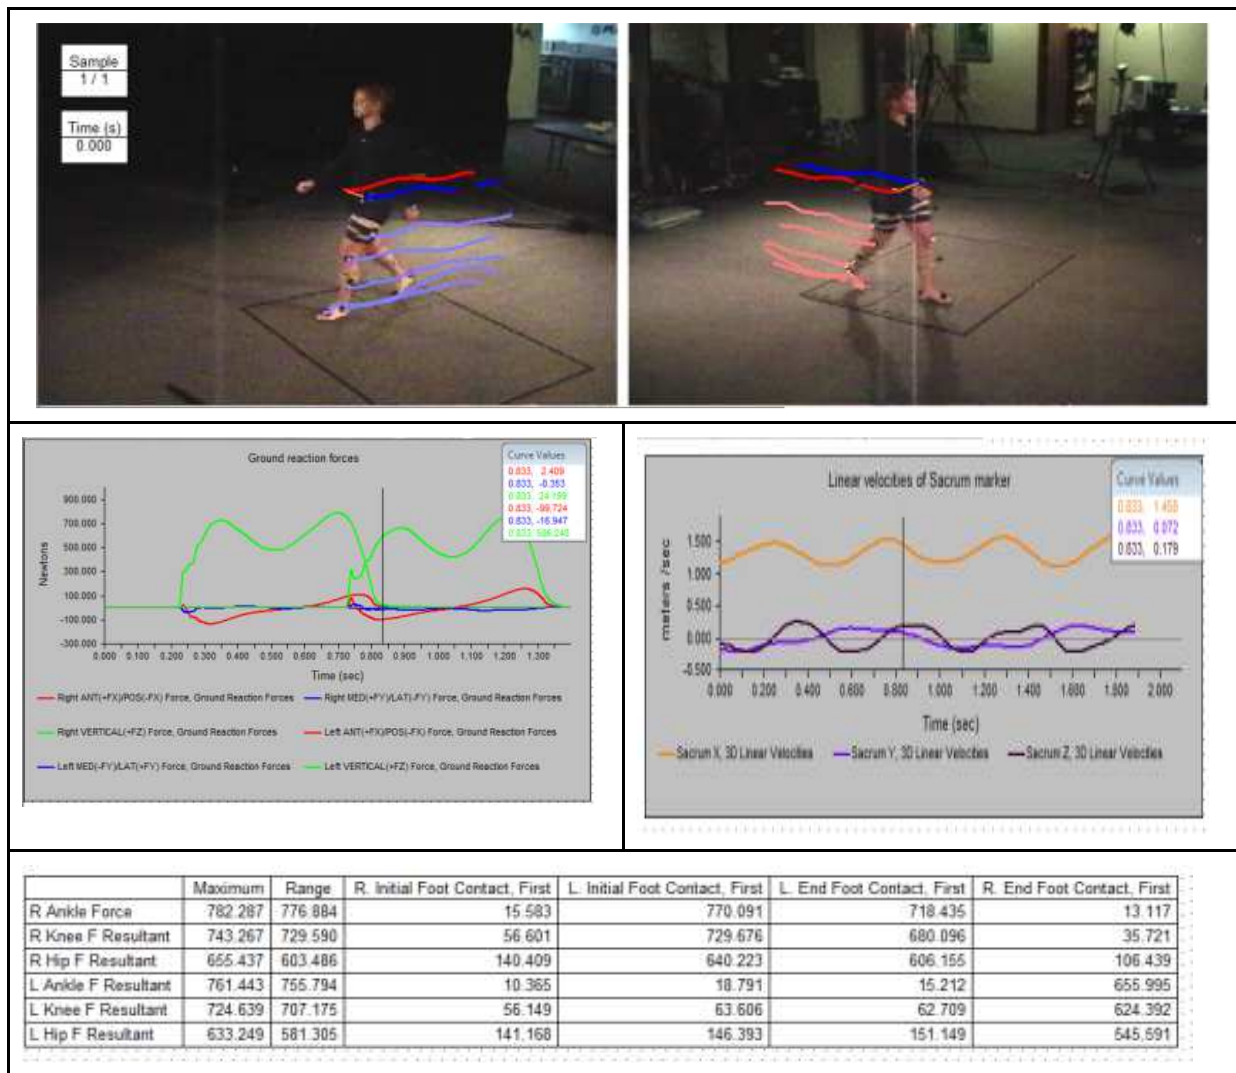 Sample
1 / 1
Time (s)
0.000
Ground reaction forces
Curve Values
0.833, 2.409
0.833, -0.353
0.833, 24.199
0.833, -99.724
0.833, -16.947
0.833,
900.000
700.000
500.000
300.000
100.000
-100.000
-300.000
Newtons
0.000 0.100 0.200 0.300 0.400 0.500 0.600 0.700 0.800 0.900 1.000 1.100 1.200 1.300
Time (sec)
Right ANT(+FX)/POS(-FX) Force, Ground Reaction Forces
Right MED(+FY)/LAT(-FY) Force, Ground Reaction Forces
Right VERTICAL(+FZ) Force, Ground Reaction Forces
Left ANT(+FX)/POS(-FX) Force, Ground Reaction Forces
Left MED(-FY)/LAT(+FY) Force, Ground Reaction Forces
Left VERTICAL(+FZ) Force, Ground Reaction Forces
Linear velocities of Sacrum marker
Curve Values
0.833,
0.833, 0.072
0.833, 0.179
1.500
1.000
0.500
0.000
-0.500
meters /sec
0.000 0.200 0.400 0.600 0.800 1.000 1.200 1.400 1.600 1.800 2.000
Time (sec)
Sacrum X, 3D Linear Velocities Sacrum Y, 3D Linear Velocities Sacrum Z, 3D Linear Velocities
Maximum Range R. Initial Foot Contact, First L. Initial Foot Contact, First L. End Foot Contact, First R. End Foot Contact, First
R Ankle Force 782.287 776.884 15.583 770.091 718.435 13.117
R Knee F Resultant 743.267 729.590 56.601 729.676 680.096 35.721
R Hip F Resultant 655.437 603.486 140.409 640.223 606.155 106.439
L Ankle F Resultant 761.443 755.794 10.365 18.791 15.212 655.995
L Knee F Resultant 724.639 707.175 56.149 63.606 62.709 624.392
L Hip F Resultant 633.249 581.305 141.168 146.393 151.149 545.591